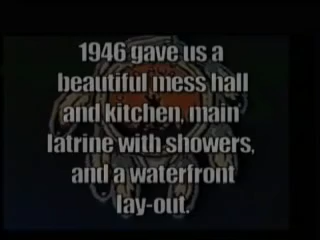 1946 gave us a
beautiful mess hall
and kitchen, main
latrine with showers,
and a waterfront
lay-out.